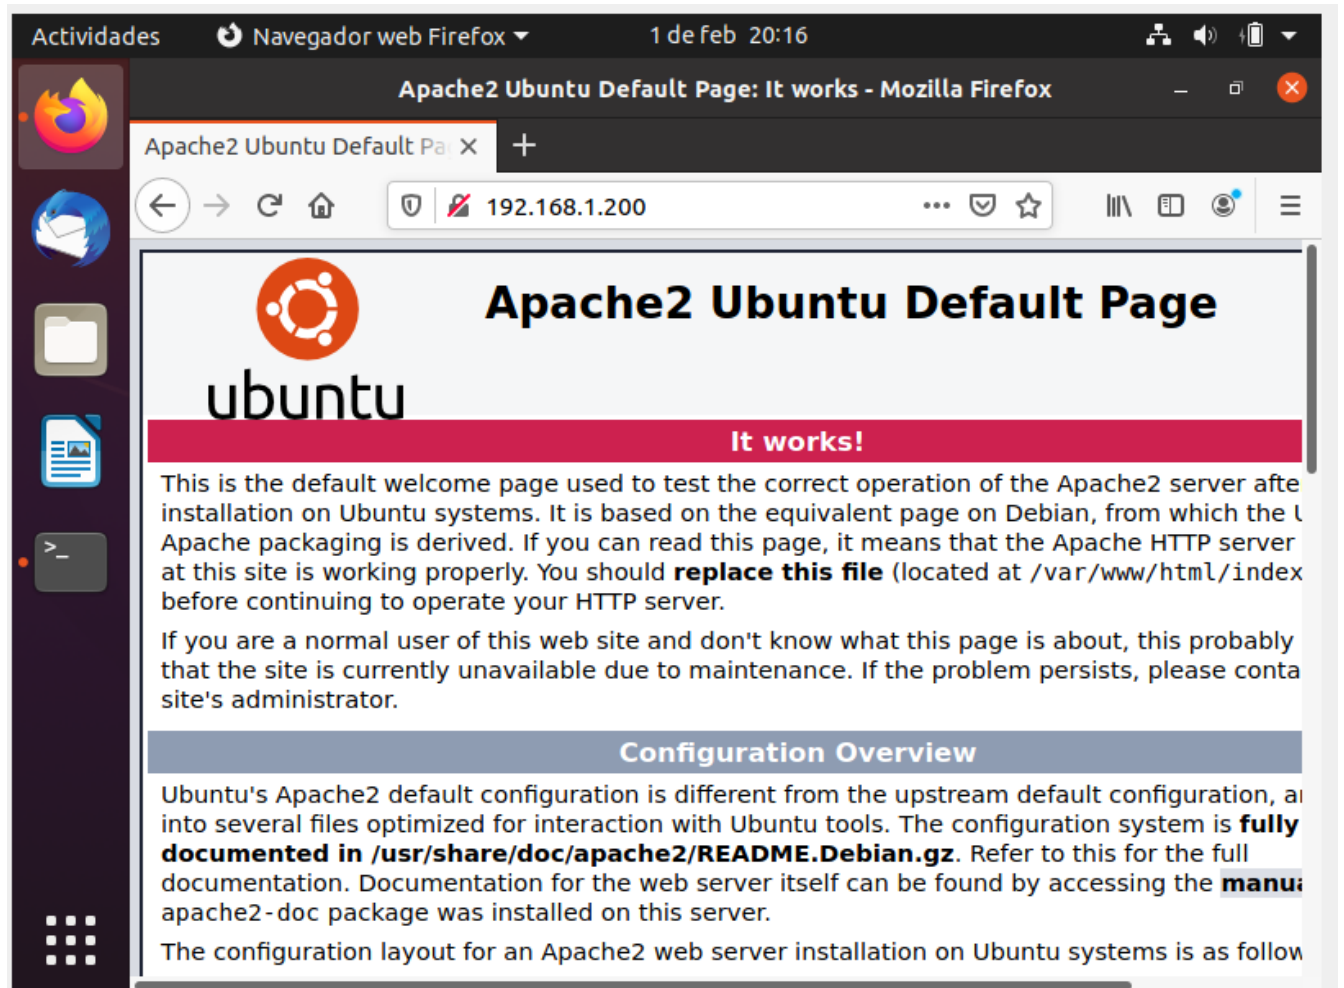 Actividades Navegador web Firefox 1 de feb 20:16
Apache2 Ubuntu Default Page: It works - Mozilla Firefox
Apache2 Ubuntu Default Pa
192.168.1.200
ubuntu
Apache2 Ubuntu Default Page
It works!
This is the default welcome page used to test the correct operation of the Apache2 server afte
installation on Ubuntu systems. It is based on the equivalent page on Debian, from which the U
Apache packaging is derived. If you can read this page, it means that the Apache HTTP server
at this site is working properly. You should replace this file (located at /var/www/html/index
before continuing to operate your HTTP server.
If you are a normal user of this web site and don't know what this page is about, this probably
that the site is currently unavailable due to maintenance. If the problem persists, please conta
site's administrator.
Configuration Overview
Ubuntu's Apache2 default configuration is different from the upstream default configuration, a
into several files optimized for interaction with Ubuntu tools. The configuration system is fully
documented in /usr/share/doc/apache2/README.Debian.gz. Refer to this for the full
documentation. Documentation for the web server itself can be found by accessing the manua
apache2-doc package was installed on this server.
The configuration layout for an Apache2 web server installation on Ubuntu systems is as follow